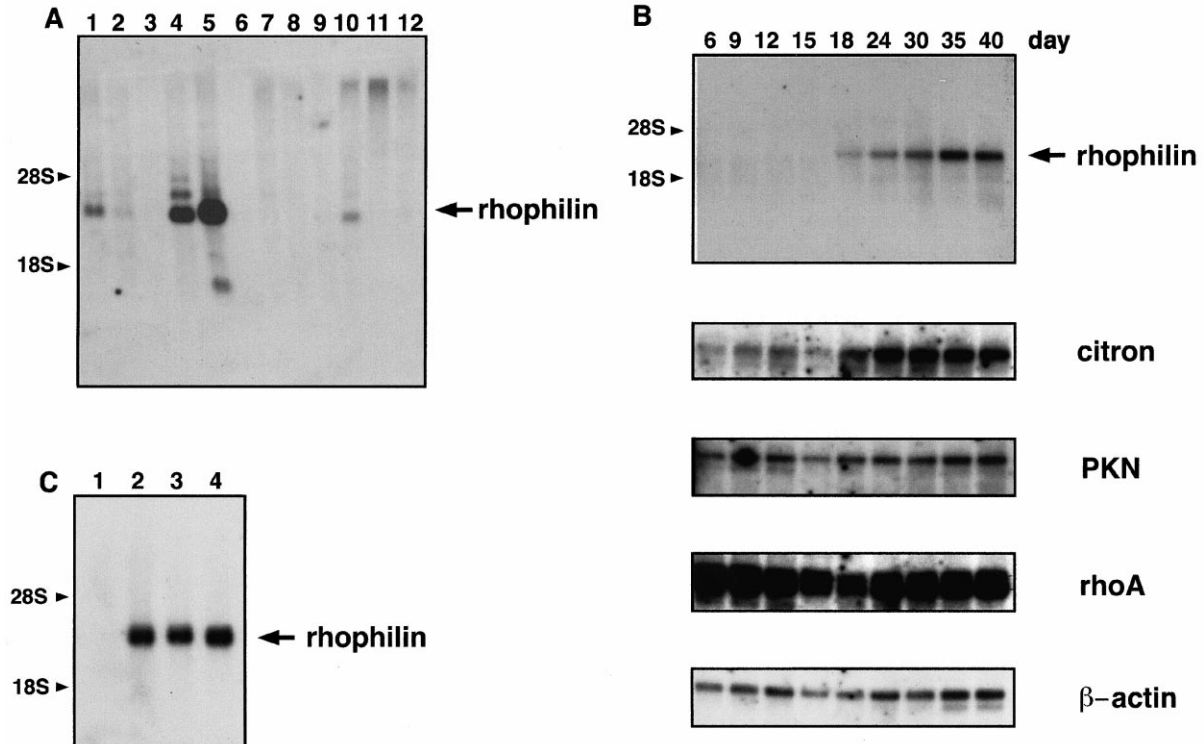 A
1 2 3 4 5 6 7 8 9 10 11 12
28S
18S
rhophilin
B
6 9 12 15 18 24 30 35 40 day
28S
18S
rhophilin
citron
PKN
rhoA
β-actin
C
1 2 3 4
28S
18S
rhophilin